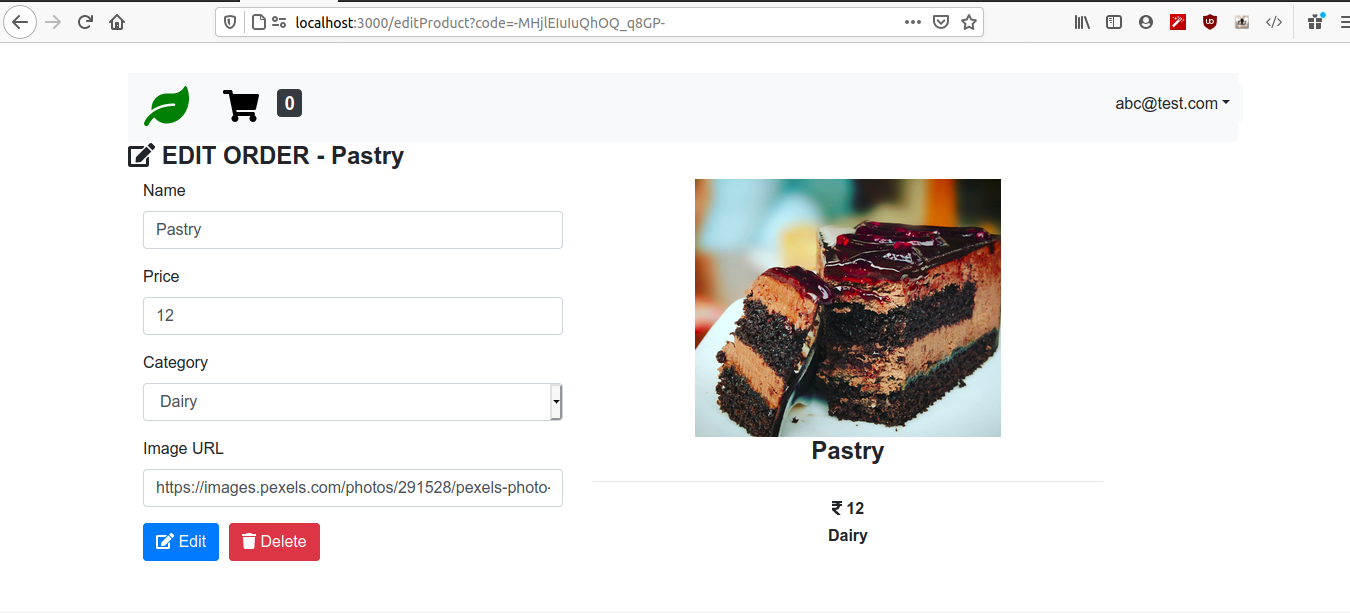 localhost:3000/editProduct?code=-MHjlEIuIuQhOQ_q8GP-
0
abc@test.com
EDIT ORDER - Pastry
Name
Pastry
Price
12
Category
Dairy
Image URL
https://images.pexels.com/photos/291528/pexels-photo-
Edit
Delete
Pastry
₹ 12
Dairy